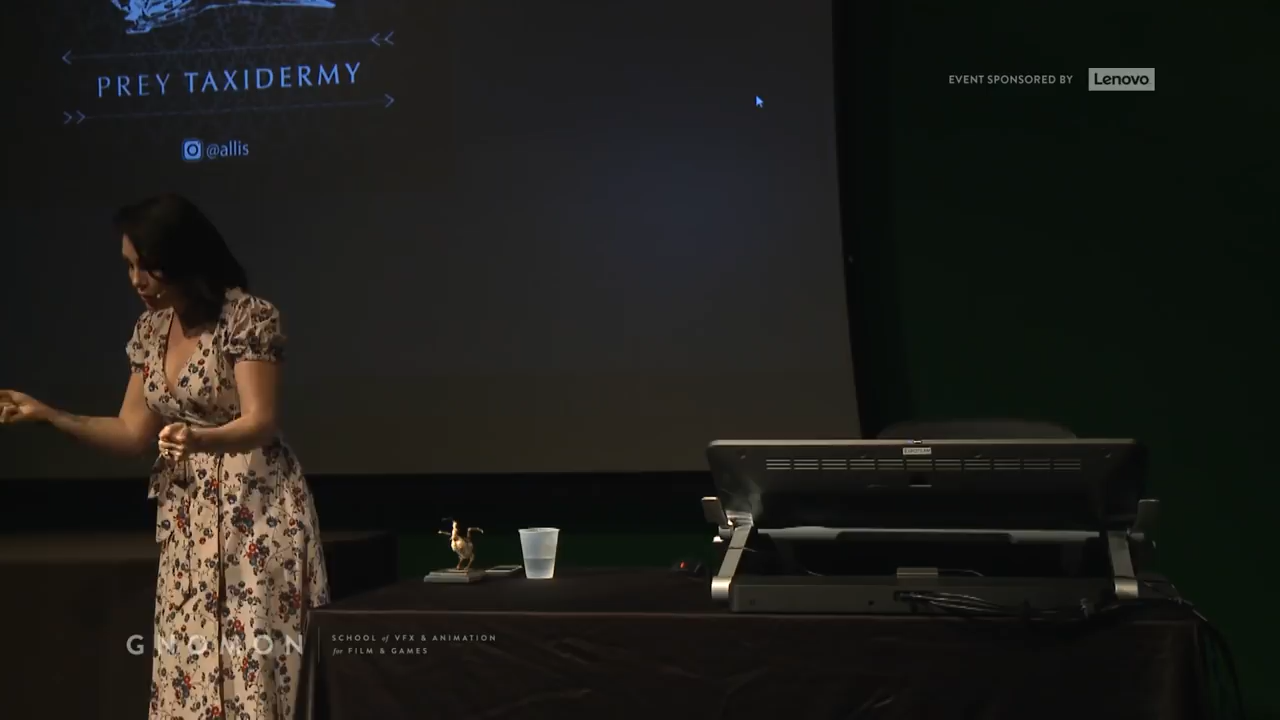 PREY TAXIDERMY
@allis
EVENT SPONSORED BY Lenovo
GNOMON
SCHOOL of VFX & ANIMATION
for FILM & GAMES